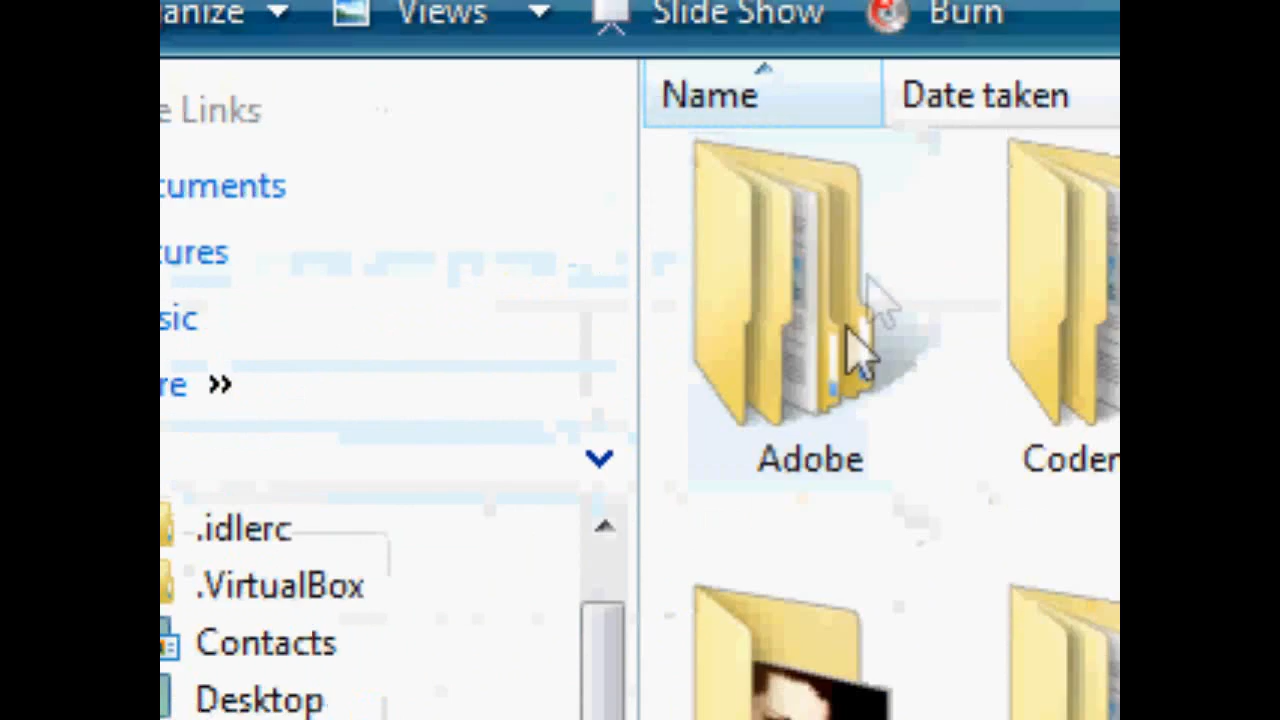 anize Views Slide Show Burn
e Links
cuments
tures
sic
re »
.idlerc
.VirtualBox
Contacts
Desktop
Name Date taken
Adobe Coder